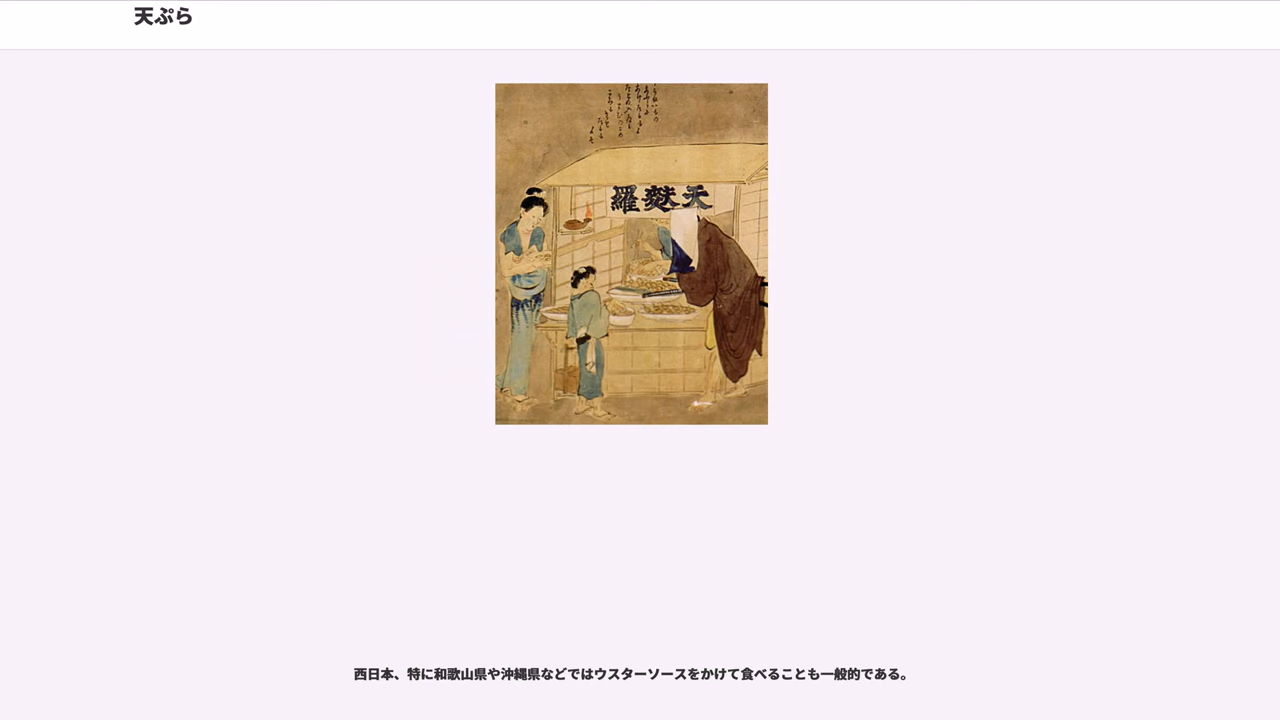 天ぷら
天麩羅
西日本、特に和歌山県や沖縄県などではウスターソースをかけて食べることも一般的である。